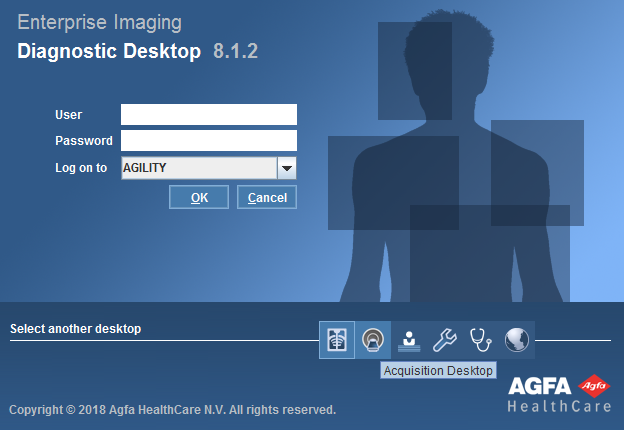 Enterprise Imaging
Diagnostic Desktop 8.1.2
User
Password
Log on to AGILITY
OK Cancel
Select another desktop
Acquisition Desktop
AGFA Agfa
HealthCare
Copyright © 2018 Agfa HealthCare N.V. All rights reserved.